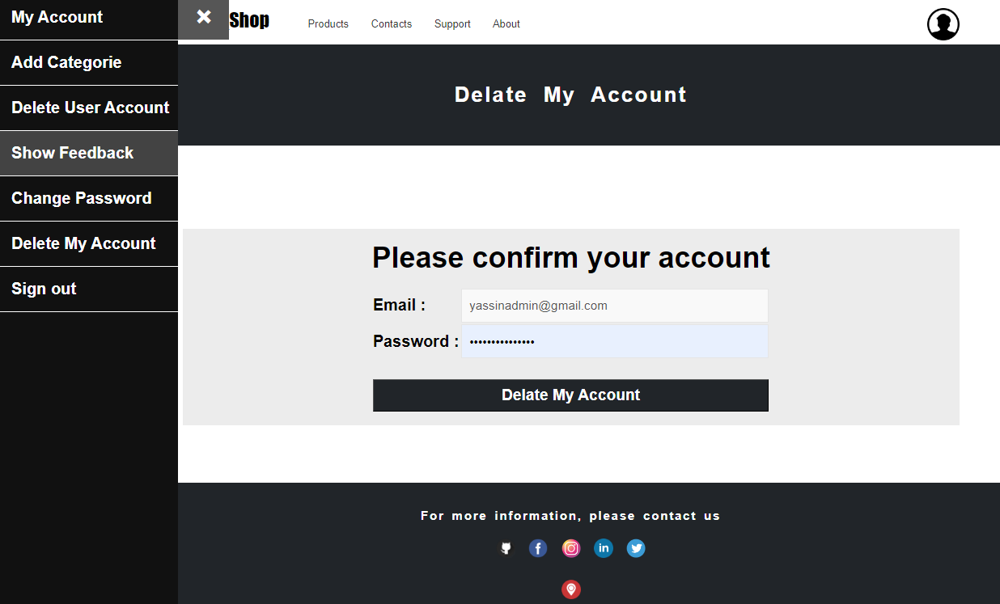 My Account
Add Categorie
Delete User Account
Show Feedback
Change Password
Delete My Account
Sign out
×
Shop
Products
Contacts
Support
About
Delate My Account
Please confirm your account
Email :
yassinadmin@gmail.com
Password :
•••••••••••••••
Delate My Account
For more information, please contact us
f
in